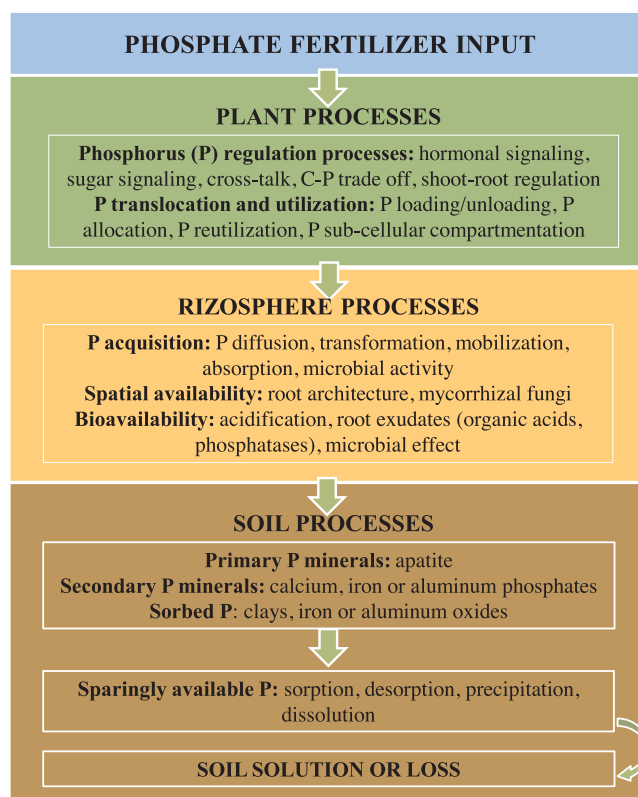 PHOSPHATE FERTILIZER INPUT
PLANT PROCESSES
Phosphorus (P) regulation processes: hormonal signaling,
sugar signaling, cross-talk, C-P trade off, shoot-root regulation
P translocation and utilization: P loading/unloading, P
allocation, P reutilization, P sub-cellular compartmentation
RIZOSPHERE PROCESSES
P acquisition: P diffusion, transformation, mobilization,
absorption, microbial activity
Spatial availability: root architecture, mycorrhizal fungi
Bioavailability: acidification, root exudates (organic acids,
phosphatases), microbial effect
SOIL PROCESSES
Primary P minerals: apatite
Secondary P minerals: calcium, iron or aluminum phosphates
Sorbed P: clays, iron or aluminum oxides
Sparingly available P: sorption, desorption, precipitation,
dissolution
SOIL SOLUTION OR LOSS